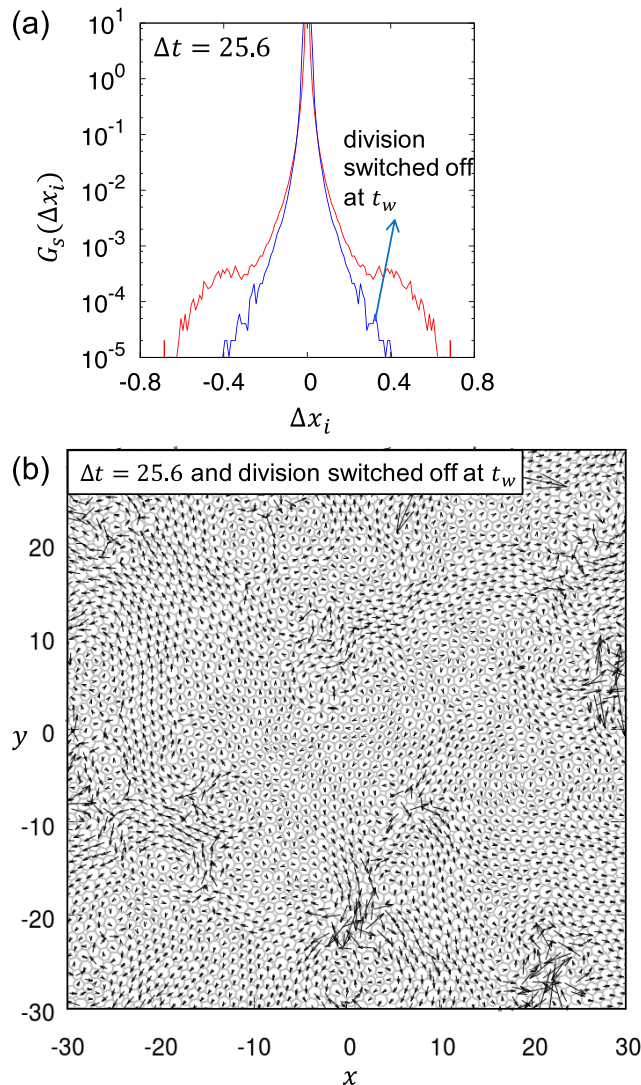 (a)
Δt = 25.6
10¹
10⁰
10⁻¹
10⁻²
10⁻³
10⁻⁴
10⁻⁵
G_s(Δx_i)
division
switched off
at t_w
-0.8
-0.4
0
0.4
0.8
Δx_i
(b)
Δt = 25.6 and division switched off at t_w
20
10
0
-10
-20
-30
y
-30
-20
-10
0
10
20
30
x